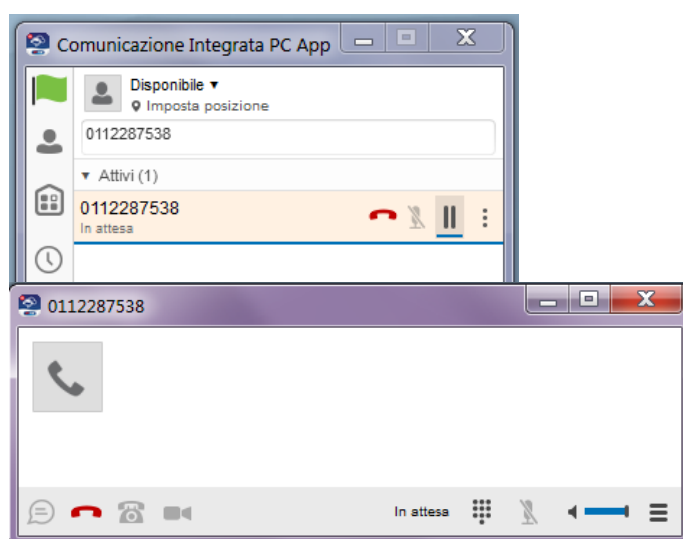 Comunicazione Integrata PC App
Disponibile ▾
Imposta posizione
0112287538
▾ Attivi (1)
0112287538
In attesa
0112287538
In attesa